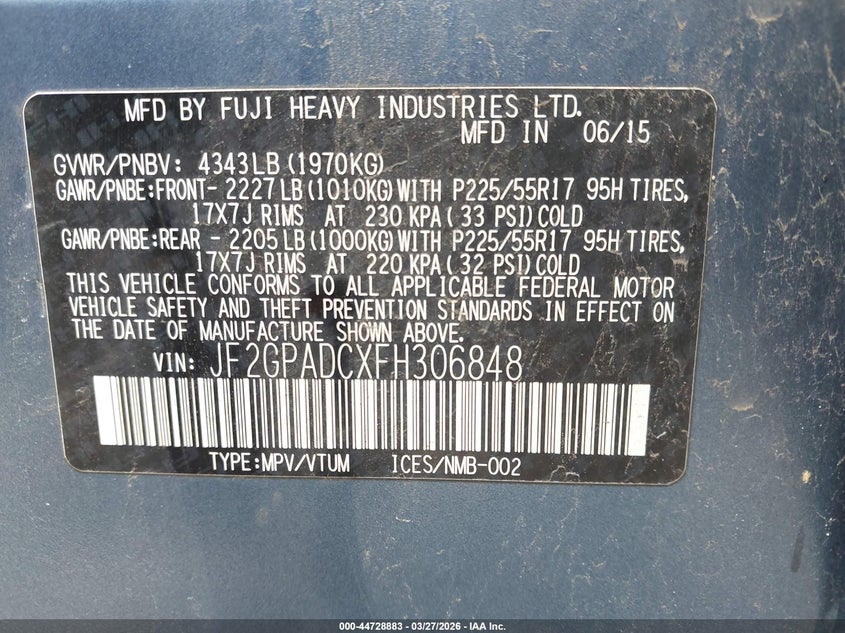 MFD BY FUJI HEAVY INDUSTRIES LTD.
MFD IN 06/15
GVWR/PNBV: 4343LB (1970KG)
GAWR/PNBE:FRONT- 2227LB (1010KG) WITH P225/55R17 95H TIRES,
17X7J RIMS AT 230 KPA ( 33 PSI) COLD
GAWR/PNBE:REAR - 2205LB (1000KG) WITH P225/55R17 95H TIRES,
17X7J RIMS AT 220 KPA ( 32 PSI) COLD
THIS VEHICLE CONFORMS TO ALL APPLICABLE FEDERAL MOTOR
VEHICLE SAFETY AND THEFT PREVENTION STANDARDS IN EFFECT ON
THE DATE OF MANUFACTURE SHOWN ABOVE.
VIN: JF2GPADCXFH306848
TYPE:MPV/VTUM ICES/NMB-002
000-44728883 | 03/27/2026 - IAA Inc.